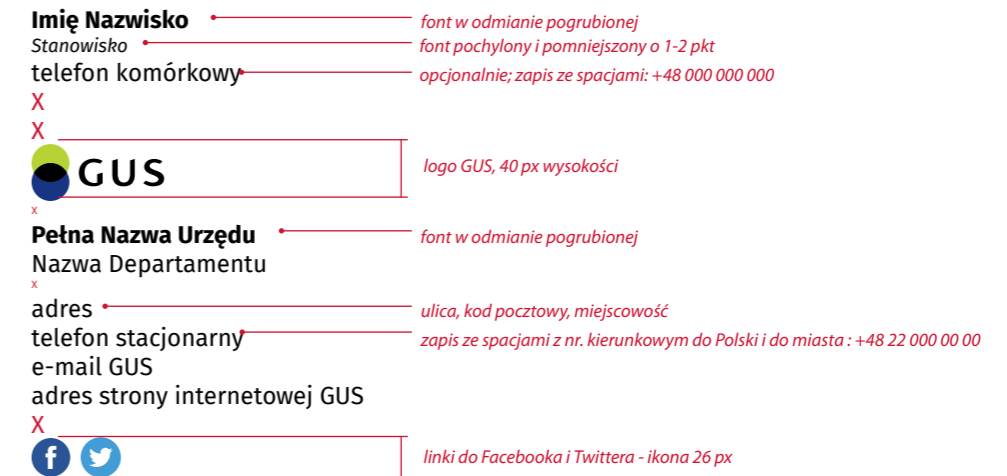 Imię Nazwisko font w odmianie pogrubionej
Stanowisko font pochylony i pomniejszony o 1-2 pkt
telefon komórkowy opcjonalnie; zapis ze spacjami: +48 000 000 000
X
X
GUS logo GUS, 40 px wysokości
x
Pełna Nazwa Urzędu font w odmianie pogrubionej
Nazwa Departamentu
x
adres ulica, kod pocztowy, miejscowość
telefon stacjonarny zapis ze spacjami z nr. kierunkowym do Polski i do miasta : +48 22 000 00 00
e-mail GUS
adres strony internetowej GUS
X
f linki do Facebooka i Twittera - ikona 26 px